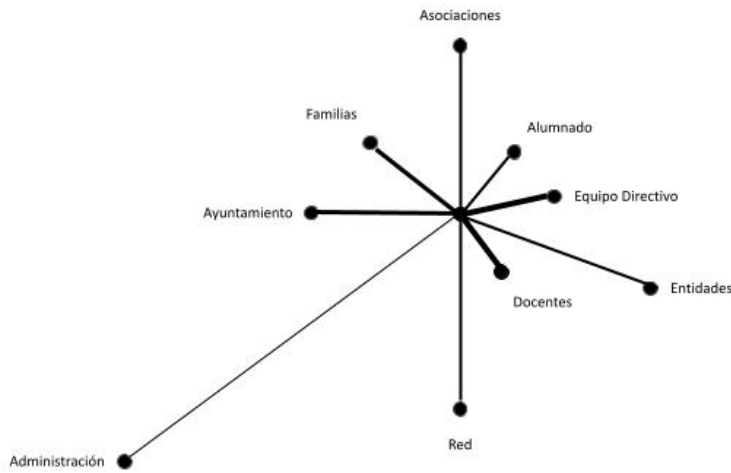 Asociaciones
Familias
Alumnado
Equipo Directivo
Ayuntamiento
Entidades
Docentes
Red
Administración